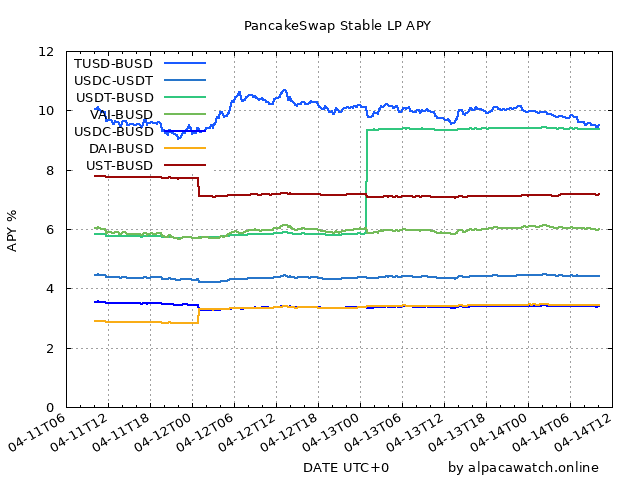 PancakeSwap Stable LP APY
12
10
8
6
4
2
0
APY %
TUSD-BUSD
USDC-USDT
USDT-BUSD
VAI-BUSD
USDC-BUSD
DAI-BUSD
UST-BUSD
04-11T06
04-11T12
04-11T18
04-12T00
04-12T06
04-12T12
04-12T18
04-13T00
04-13T06
04-13T12
04-13T18
04-14T00
04-14T06
04-14T12
DATE UTC+0
by alpacawatch.online